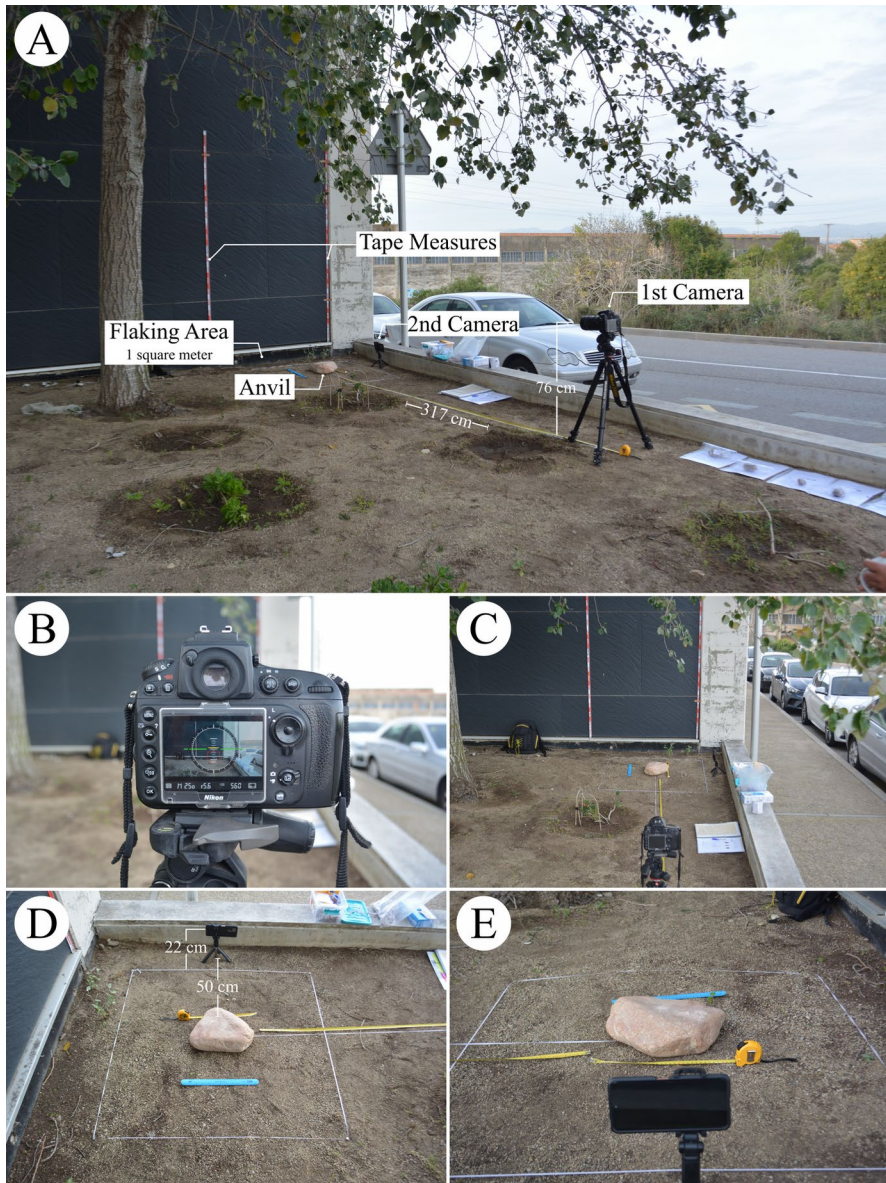 A
Tape Measures
1st Camera
Flaking Area
1 square meter
2nd Camera
Anvil
76 cm
317 cm
B
Nikon
OK
C
D
22 cm
50 cm
E